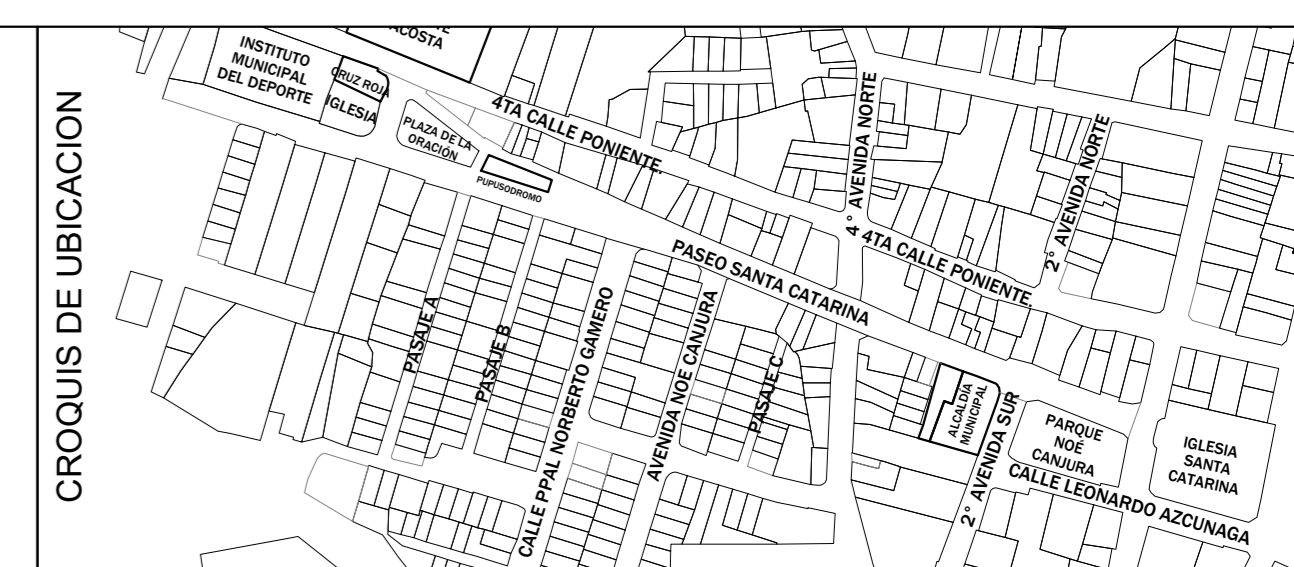 CROQUIS DE UBICACION
ACOSTA
INSTITUTO
MUNICIPAL
DEL DEPORTE
CRUZ ROJA
IGLESIA
PLAZA DE LA
ORACIÓN
PUPUSODROMO
4TA CALLE PONIENTE.
4° AVENIDA NORTE
2° AVENIDA NORTE
4TA CALLE PONIENTE.
PASEO SANTA CATARINA
PASAJE A
PASAJE B
CALLE PPAL NORBERTO GAMERO
AVENIDA NOE CANJURA
PASAJE C
ALCALDIA
MUNICIPAL
2° AVENIDA SUR
PARQUE
NOÉ
CANJURA
IGLESIA
SANTA
CATARINA
CALLE LEONARDO AZCUNAGA